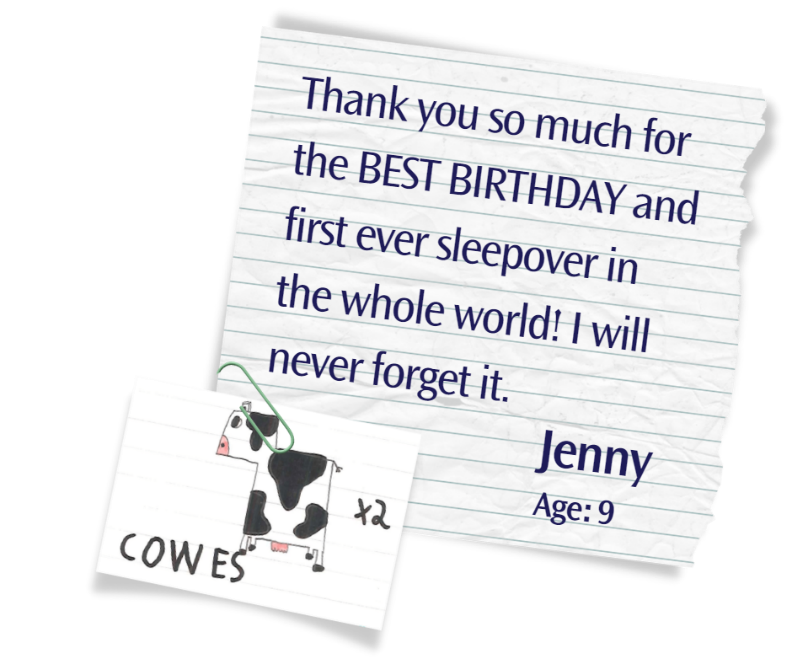 Thank you so much for
the BEST BIRTHDAY and
first ever sleepover in
the whole world! I will
never forget it.
Jenny
Age: 9
x2
COWES